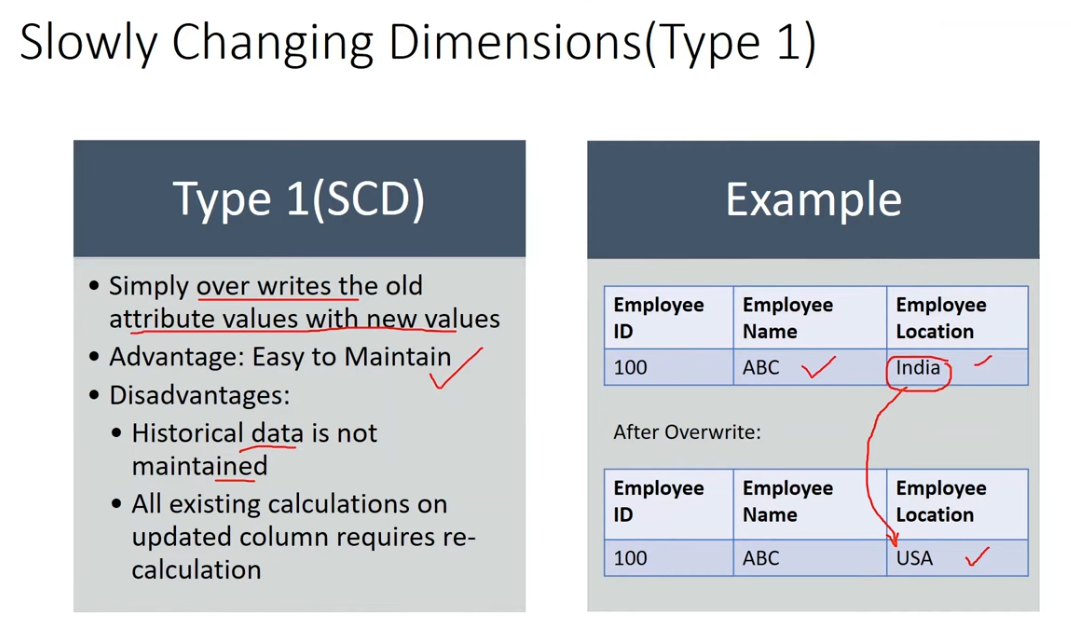 Slowly Changing Dimensions(Type 1)
Type 1(SCD)
• Simply over writes the old
attribute values with new values
• Advantage: Easy to Maintain
• Disadvantages:
• Historical data is not
maintained
• All existing calculations on
updated column requires re-
calculation
Example
Employee ID Employee Name Employee Location
100 ABC India
After Overwrite:
Employee ID Employee Name Employee Location
100 ABC USA